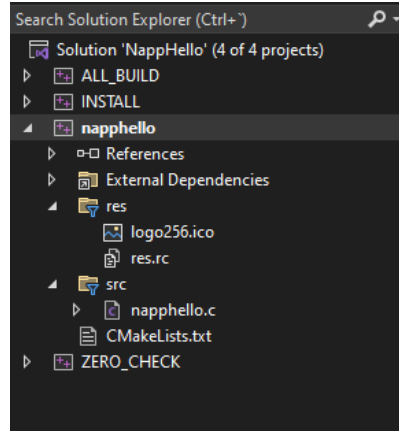 Search Solution Explorer (Ctrl+`)
Solution 'NappHello' (4 of 4 projects)
ALL_BUILD
INSTALL
napphello
References
External Dependencies
res
logo256.ico
res.rc
src
napphello.c
CMakeLists.txt
ZERO_CHECK